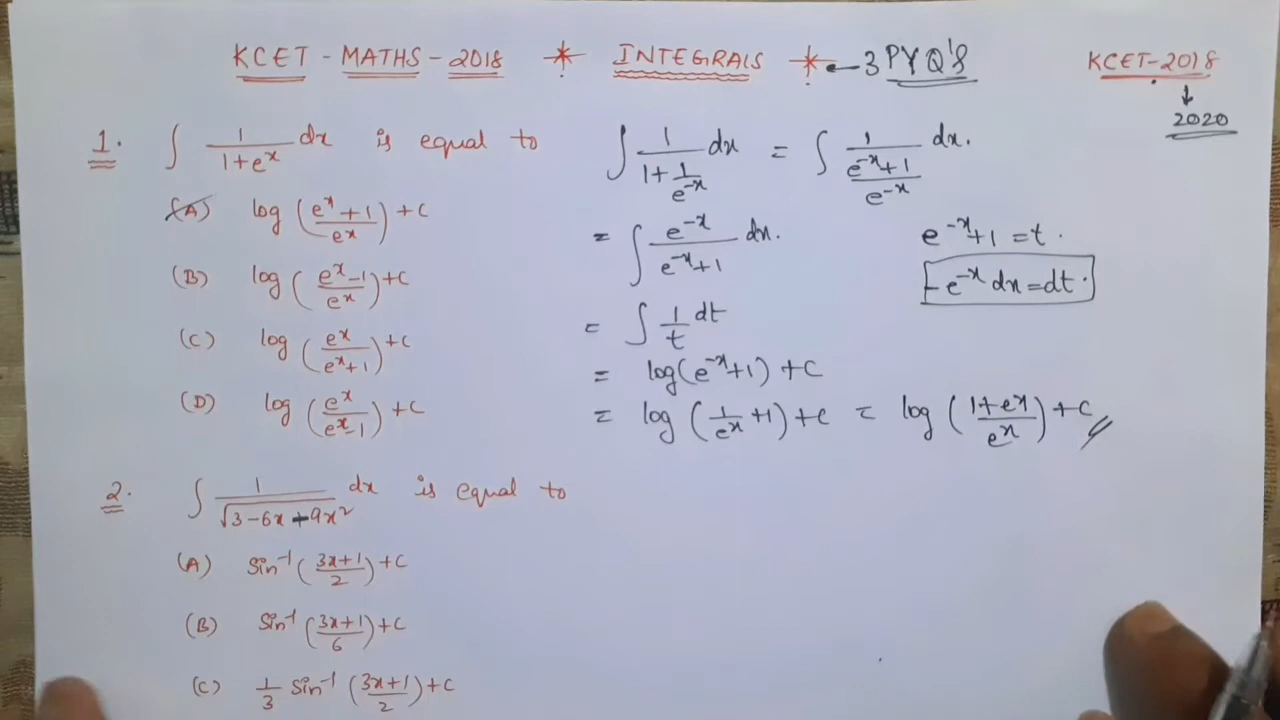 KCET - MATHS - 2018 * INTEGRALS * ← 3 PYQ'S
KCET-2018
↓
2020
1. ∫ 1/(1+e^x) dx is equal to
(A) log ((e^x+1)/e^x) + C
(B) log ((e^x-1)/e^x) + C
(C) log (e^x/(e^x+1)) + C
(D) log (e^x/(e^x-1)) + C
∫ 1/(1+1/e^-x) dx = ∫ 1/((e^-x+1)/e^-x) dx.
= ∫ e^-x/(e^-x+1) dx.
e^-x+1 = t.
-e^-x dx = dt.
= ∫ 1/t dt
= log(e^-x+1) + C
= log (1/e^x +1) + C = log ((1+e^x)/e^x) + C
2. ∫ 1/√(3-6x-9x²) dx is equal to
(A) Sin⁻¹ ((3x+1)/2) + C
(B) Sin⁻¹ ((3x+1)/6) + C
(C) 1/3 Sin⁻¹ ((3x+1)/2) + C